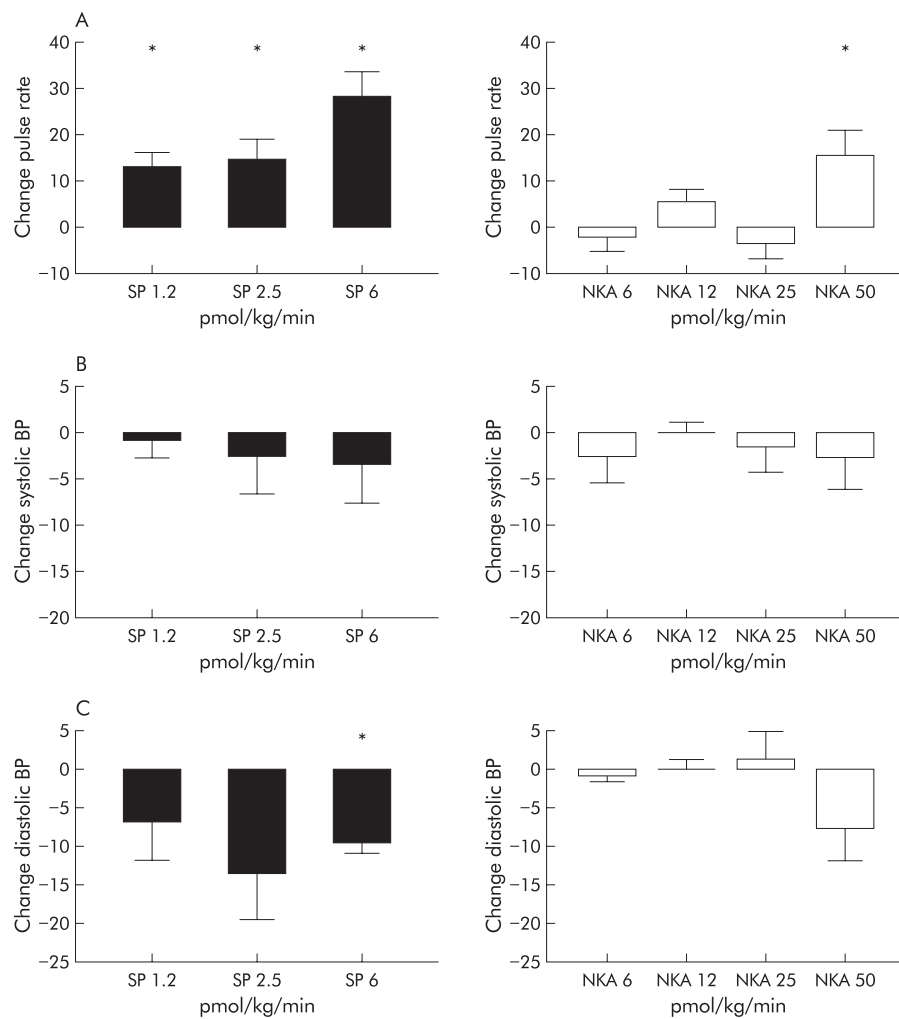 A
Change pulse rate
40
30
20
10
0
−10
* * *
SP 1.2 SP 2.5 SP 6
pmol/kg/min
Change pulse rate
40
30
20
10
0
−10
*
NKA 6 NKA 12 NKA 25 NKA 50
pmol/kg/min
B
Change systolic BP
5
0
−5
−10
−15
−20
SP 1.2 SP 2.5 SP 6
pmol/kg/min
Change systolic BP
5
0
−5
−10
−15
−20
NKA 6 NKA 12 NKA 25 NKA 50
pmol/kg/min
C
Change diastolic BP
5
0
−5
−10
−15
−20
−25
*
SP 1.2 SP 2.5 SP 6
pmol/kg/min
Change diastolic BP
5
0
−5
−10
−15
−20
−25
NKA 6 NKA 12 NKA 25 NKA 50
pmol/kg/min